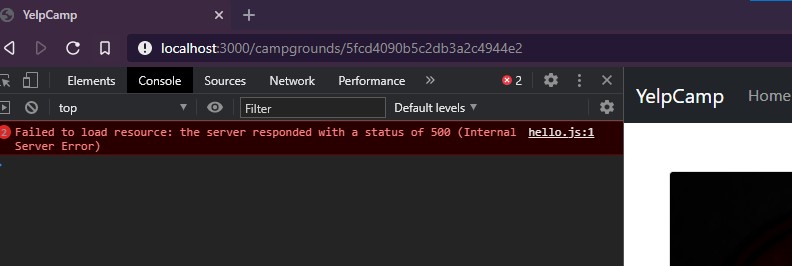 YelpCamp
localhost:3000/campgrounds/5fcd4090b5c2db3a2c4944e2
Elements Console Sources Network Performance » 2
top Filter Default levels
2 Failed to load resource: the server responded with a status of 500 (Internal Server Error) hello.js:1
YelpCamp Home